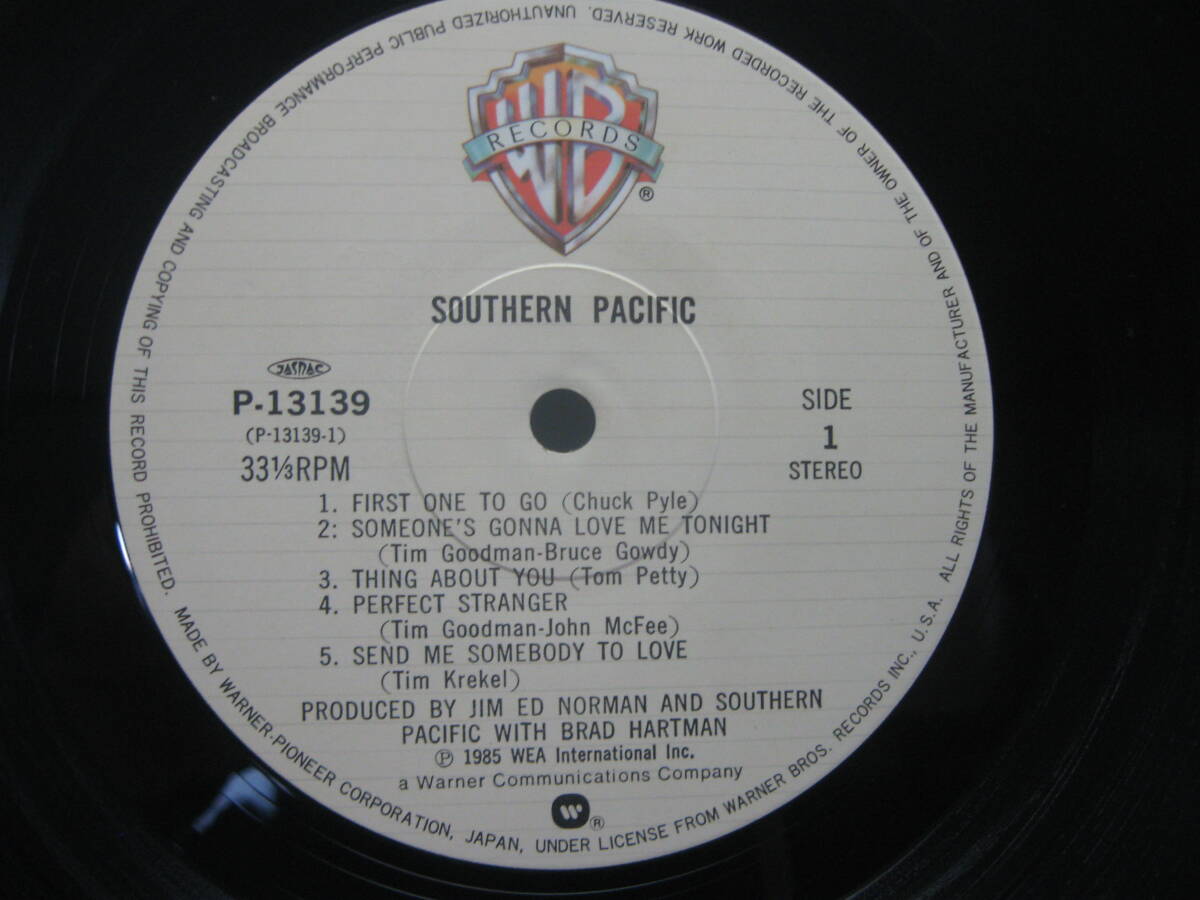 WB
RECORDS
®
SOUTHERN PACIFIC
JASRAC
P-13139
(P-13139-1)
33⅓RPM
SIDE
1
STEREO
1. FIRST ONE TO GO (Chuck Pyle)
2: SOMEONE'S GONNA LOVE ME TONIGHT
(Tim Goodman-Bruce Gowdy)
3. THING ABOUT YOU (Tom Petty)
4. PERFECT STRANGER
(Tim Goodman-John McFee)
5. SEND ME SOMEBODY TO LOVE
(Tim Krekel)
PRODUCED BY JIM ED NORMAN AND SOUTHERN
PACIFIC WITH BRAD HARTMAN
℗ 1985 WEA International Inc.
a Warner Communications Company
®
MADE BY WARNER-PIONEER CORPORATION, JAPAN, UNDER LICENSE FROM WARNER BROS. RECORDS INC., U.S.A. ALL RIGHTS OF THE MANUFACTURER AND OF THE OWNER OF THE RECORDED WORK RESERVED. UNAUTHORIZED PUBLIC PERFORMANCE BROADCASTING AND COPYING OF THIS RECORD PROHIBITED.